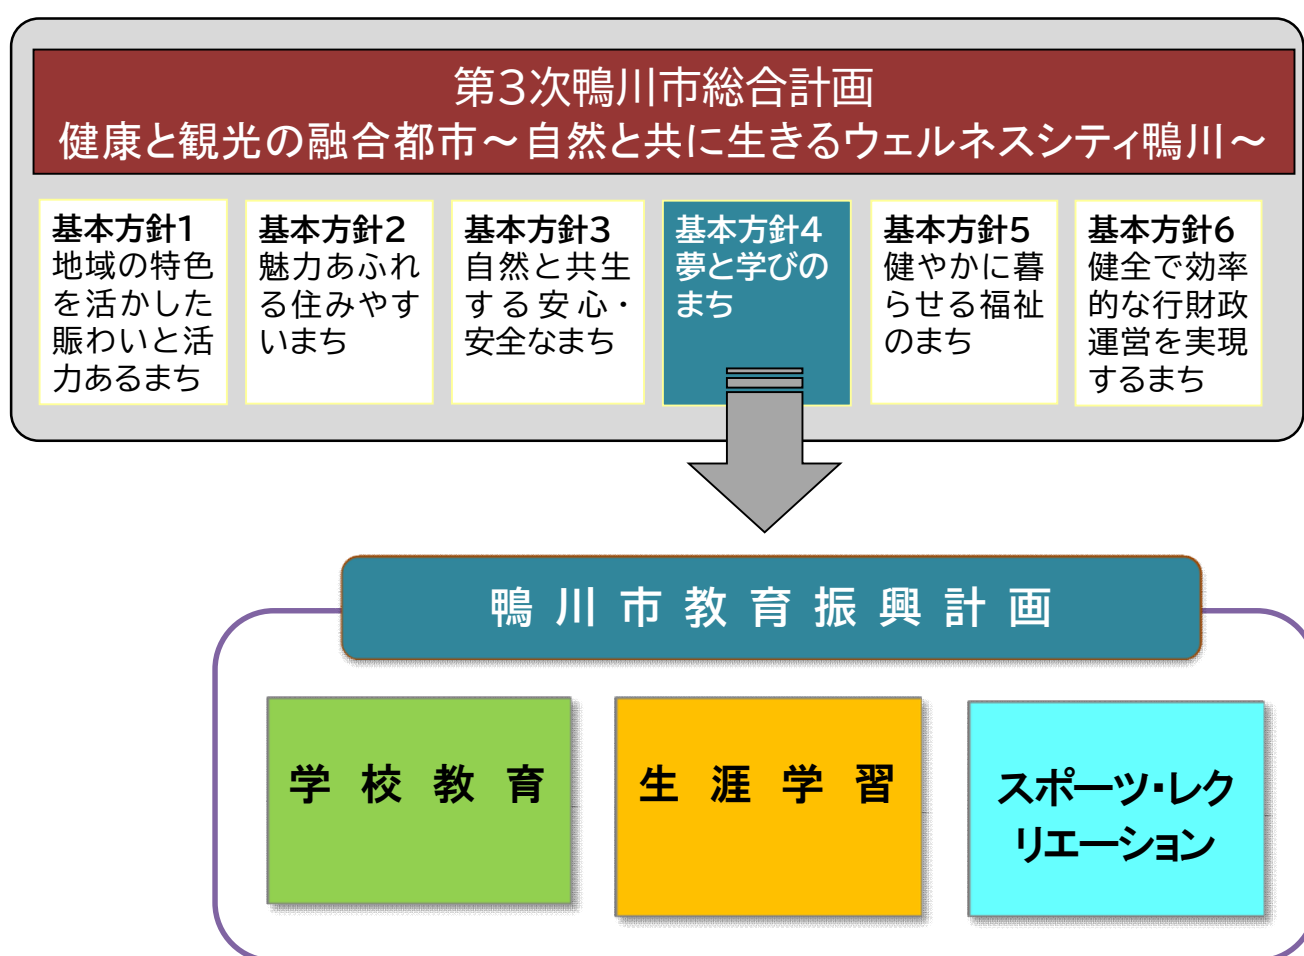 第3次鴨川市総合計画
健康と観光の融合都市～自然と共に生きるウェルネスシティ鴨川～
基本方針1
地域の特色
を活かした
賑わいと活
力あるまち
基本方針2
魅力あふれ
る住みやす
いまち
基本方針3
自然と共生
する安心・
安全なまち
基本方針4
夢と学びの
まち
基本方針5
健やかに暮
らせる福祉
のまち
基本方針6
健全で効率
的な行財政
運営を実現
するまち
鴨川市教育振興計画
学校教育
生涯学習
スポーツ・レク
リエーション